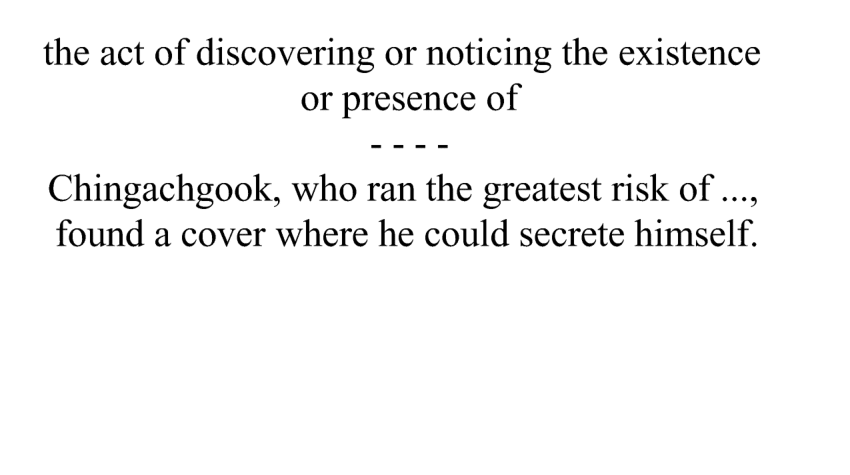 the act of discovering or noticing the existence
or presence of
- - - -
Chingachgook, who ran the greatest risk of ...,
found a cover where he could secrete himself.